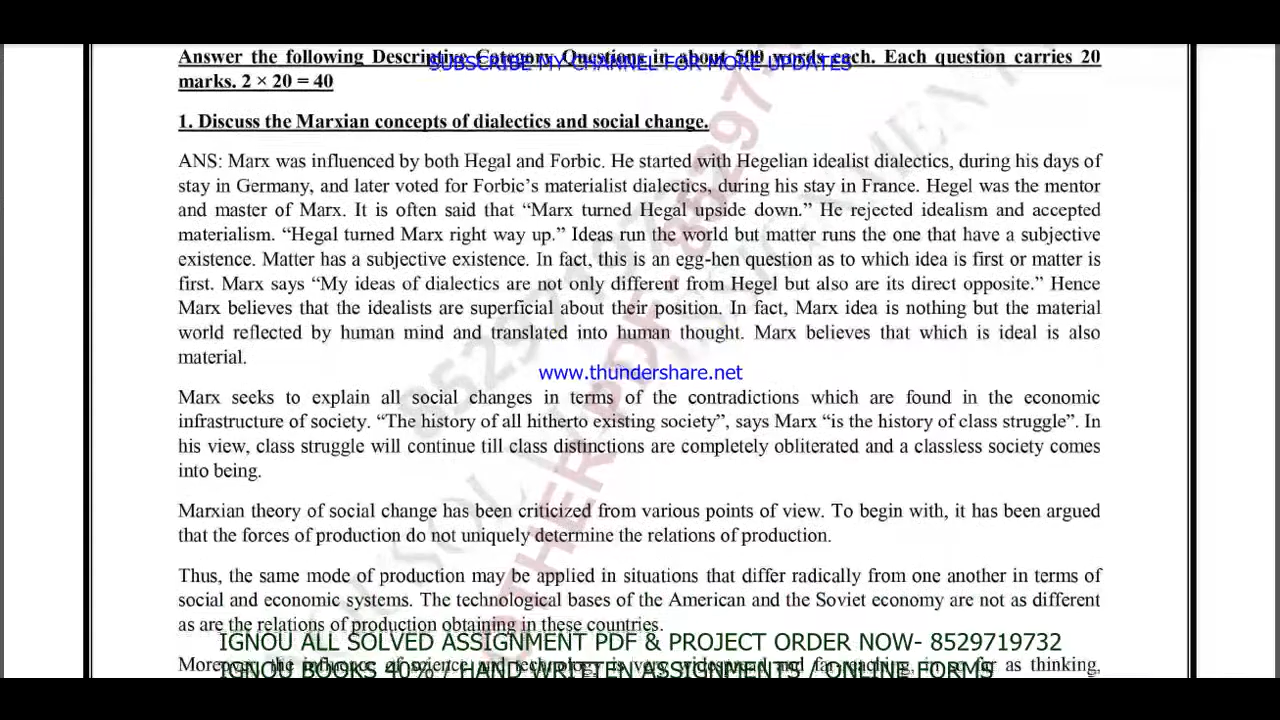 Answer the following Descriptive Category Questions in about 500 words each. Each question carries 20
SUBSCRIBE MY CHANNEL FOR MORE UPDATES
marks. 2 × 20 = 40
1. Discuss the Marxian concepts of dialectics and social change.
ANS: Marx was influenced by both Hegal and Forbic. He started with Hegelian idealist dialectics, during his days of
stay in Germany, and later voted for Forbic’s materialist dialectics, during his stay in France. Hegel was the mentor
and master of Marx. It is often said that “Marx turned Hegal upside down.” He rejected idealism and accepted
materialism. “Hegal turned Marx right way up.” Ideas run the world but matter runs the one that have a subjective
existence. Matter has a subjective existence. In fact, this is an egg-hen question as to which idea is first or matter is
first. Marx says “My ideas of dialectics are not only different from Hegel but also are its direct opposite.” Hence
Marx believes that the idealists are superficial about their position. In fact, Marx idea is nothing but the material
world reflected by human mind and translated into human thought. Marx believes that which is ideal is also
material.
www.thundershare.net
Marx seeks to explain all social changes in terms of the contradictions which are found in the economic
infrastructure of society. “The history of all hitherto existing society”, says Marx “is the history of class struggle”. In
his view, class struggle will continue till class distinctions are completely obliterated and a classless society comes
into being.
Marxian theory of social change has been criticized from various points of view. To begin with, it has been argued
that the forces of production do not uniquely determine the relations of production.
Thus, the same mode of production may be applied in situations that differ radically from one another in terms of
social and economic systems. The technological bases of the American and the Soviet economy are not as different
as are the relations of production obtaining in these countries.
IGNOU ALL SOLVED ASSIGNMENT PDF & PROJECT ORDER NOW- 8529719732
Moreover, the influence of science and technology is very widespread and far-reaching, in so far as thinking,
IGNOU BOOKS 40% / HAND WRITTEN ASSIGNMENTS / ONLINE FORMS